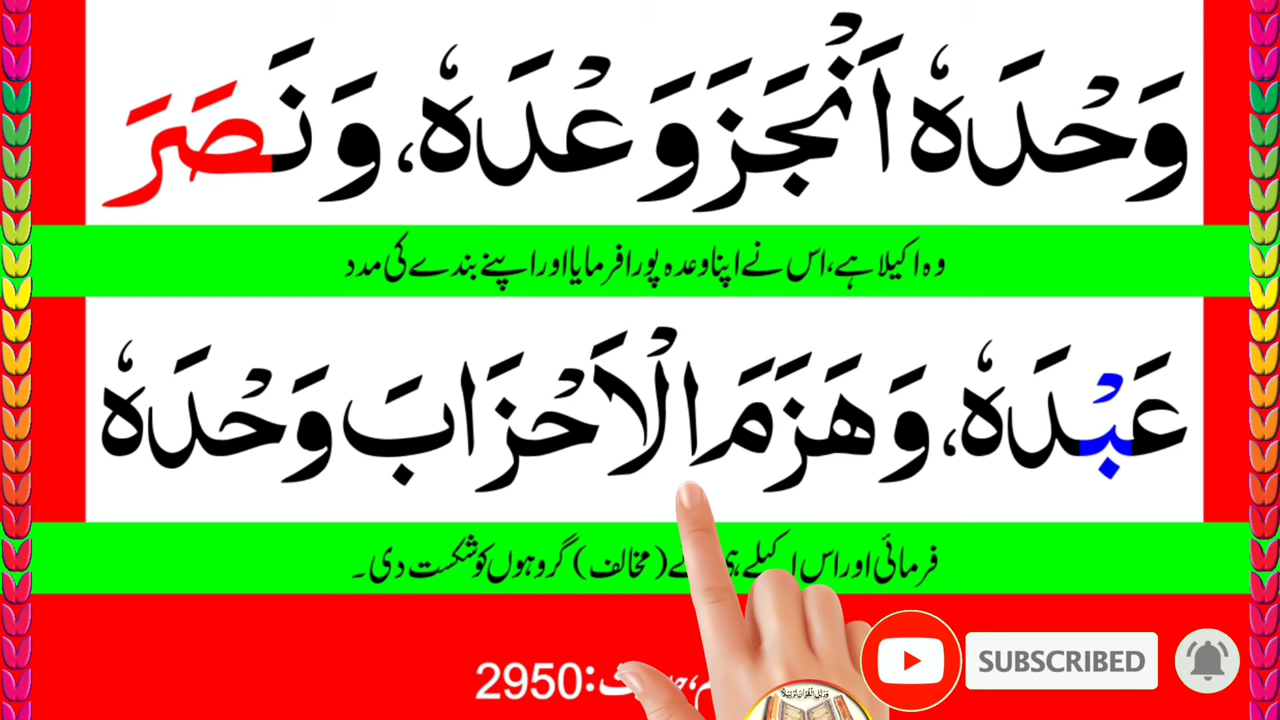 وَحْدَهٗ اَنْجَزَ وَعْدَهٗ، وَنَصَرَ
وہ اکیلا ہے، اس نے اپنا وعدہ پورا فرمایا اور اپنے بندے کی مدد
عَبْدَهٗ، وَهَزَمَ الْاَحْزَابَ وَحْدَهٗ
فرمائی اور اس اکیلے ہی (مخالف) گروہوں کو شکست دی۔
2950:
SUBSCRIBED